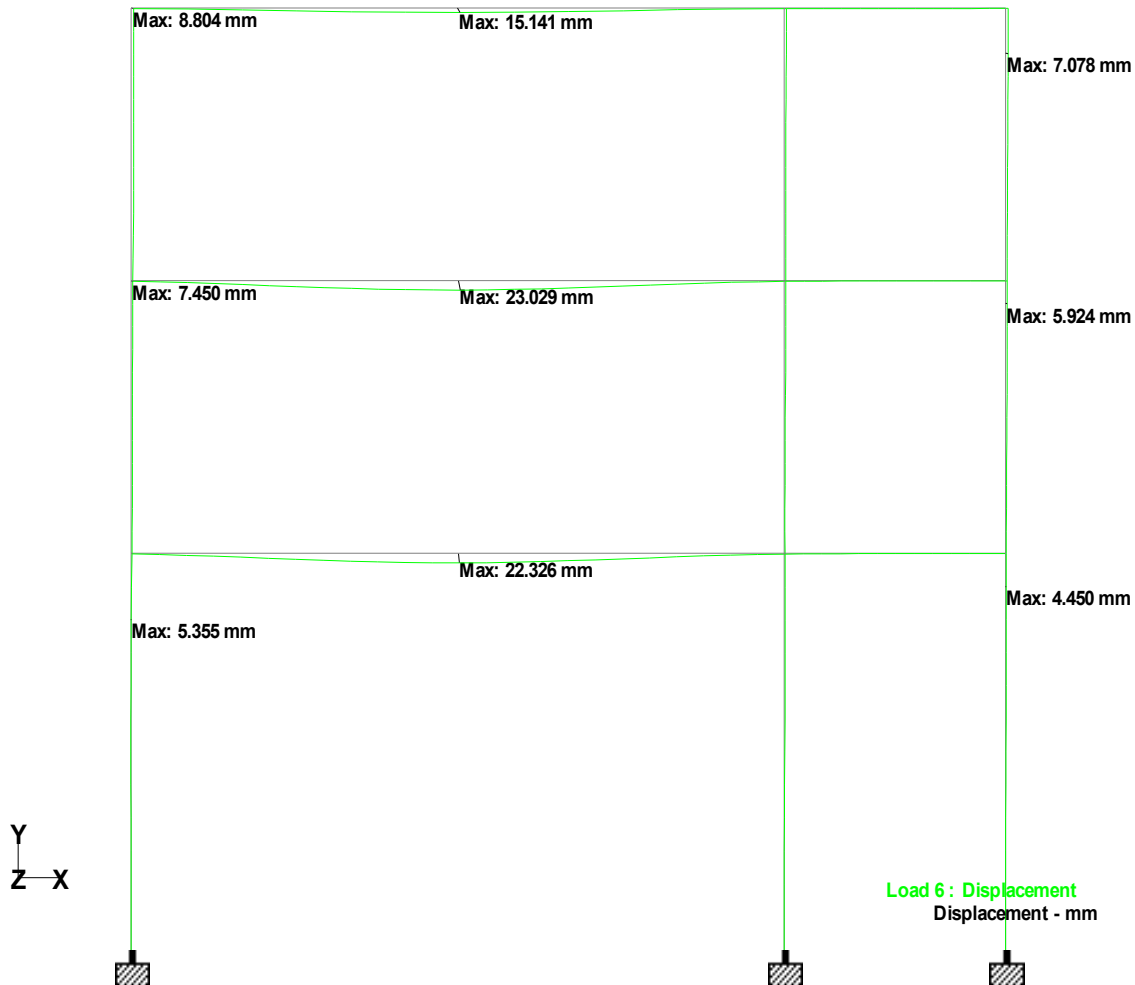 Max: 8.804 mm
Max: 15.141 mm
Max: 7.078 mm
Max: 7.450 mm
Max: 23.029 mm
Max: 5.924 mm
Max: 22.326 mm
Max: 4.450 mm
Max: 5.355 mm
Y
Z X
Load 6 : Displacement
Displacement - mm